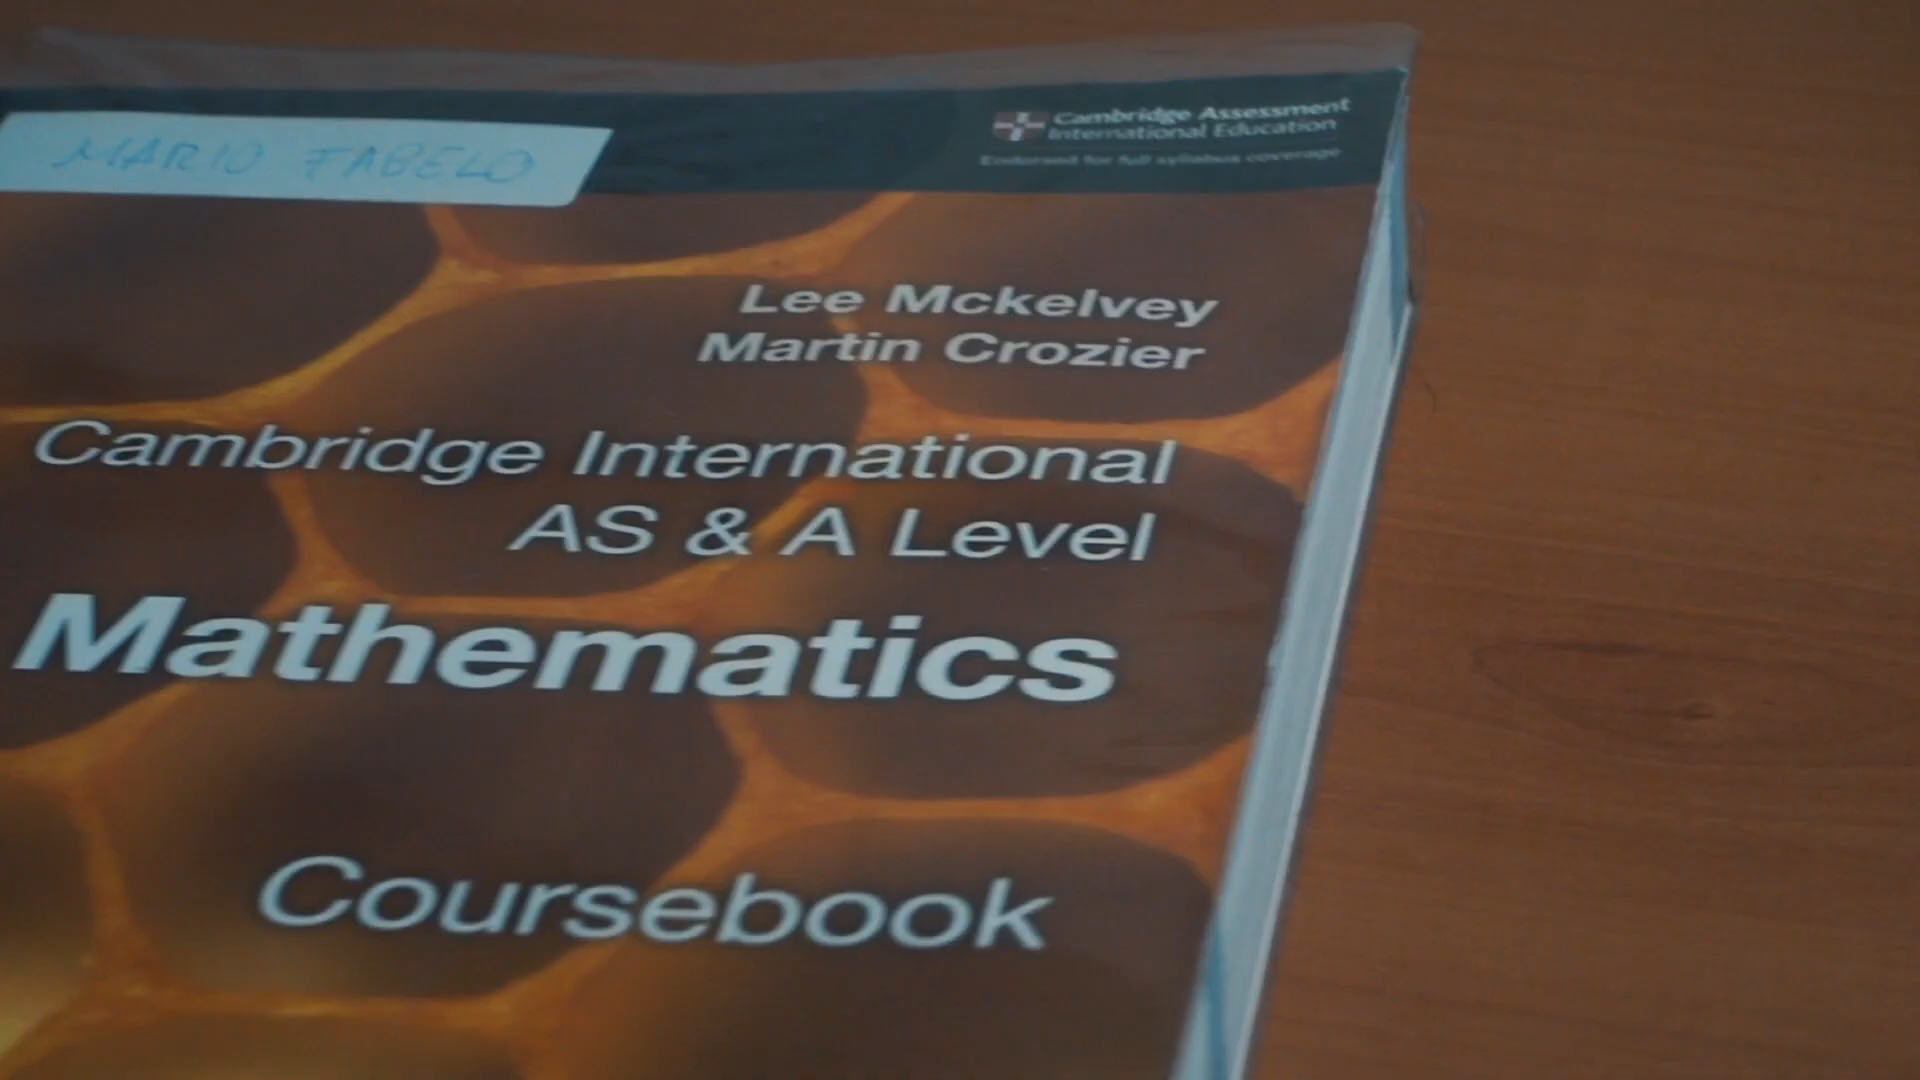 MARIO FABELO
Cambridge Assessment
International Education
Endorsed for full syllabus coverage
Lee Mckelvey
Martin Crozier
Cambridge International
AS & A Level
Mathematics
Coursebook